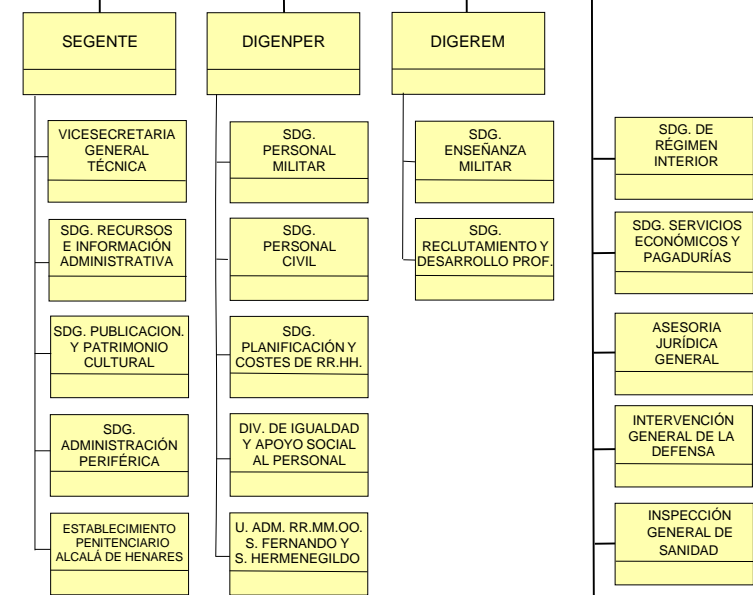 SEGENTE
VICESECRETARIA
GENERAL
TÉCNICA
SDG. RECURSOS
E INFORMACIÓN
ADMINISTRATIVA
SDG. PUBLICACION.
Y PATRIMONIO
CULTURAL
SDG.
ADMINISTRACIÓN
PERIFÉRICA
ESTABLECIMIENTO
PENITENCIARIO
ALCALÁ DE HENARES
DIGENPER
SDG.
PERSONAL
MILITAR
SDG.
PERSONAL
CIVIL
SDG.
PLANIFICACIÓN Y
COSTES DE RR.HH.
DIV. DE IGUALDAD
Y APOYO SOCIAL
AL PERSONAL
U. ADM. RR.MM.OO.
S. FERNANDO Y
S. HERMENEGILDO
DIGEREM
SDG.
ENSEÑANZA
MILITAR
SDG.
RECLUTAMIENTO Y
DESARROLLO PROF.
SDG. DE
RÉGIMEN
INTERIOR
SDG. SERVICIOS
ECONÓMICOS Y
PAGADURÍAS
ASESORIA
JURÍDICA
GENERAL
INTERVENCIÓN
GENERAL DE LA
DEFENSA
INSPECCIÓN
GENERAL DE
SANIDAD